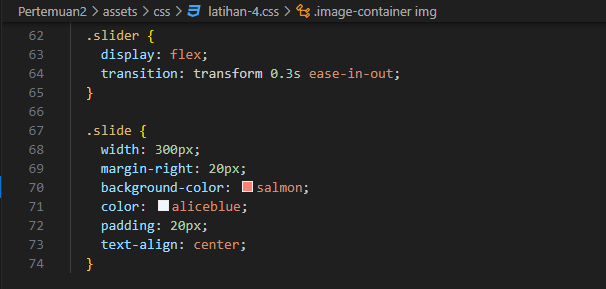 Pertemuan2 > assets > css > latihan-4.css > .image-container img
62 .slider {
63 display: flex;
64 transition: transform 0.3s ease-in-out;
65 }
66
67 .slide {
68 width: 300px;
69 margin-right: 20px;
70 background-color: salmon;
71 color: aliceblue;
72 padding: 20px;
73 text-align: center;
74 }